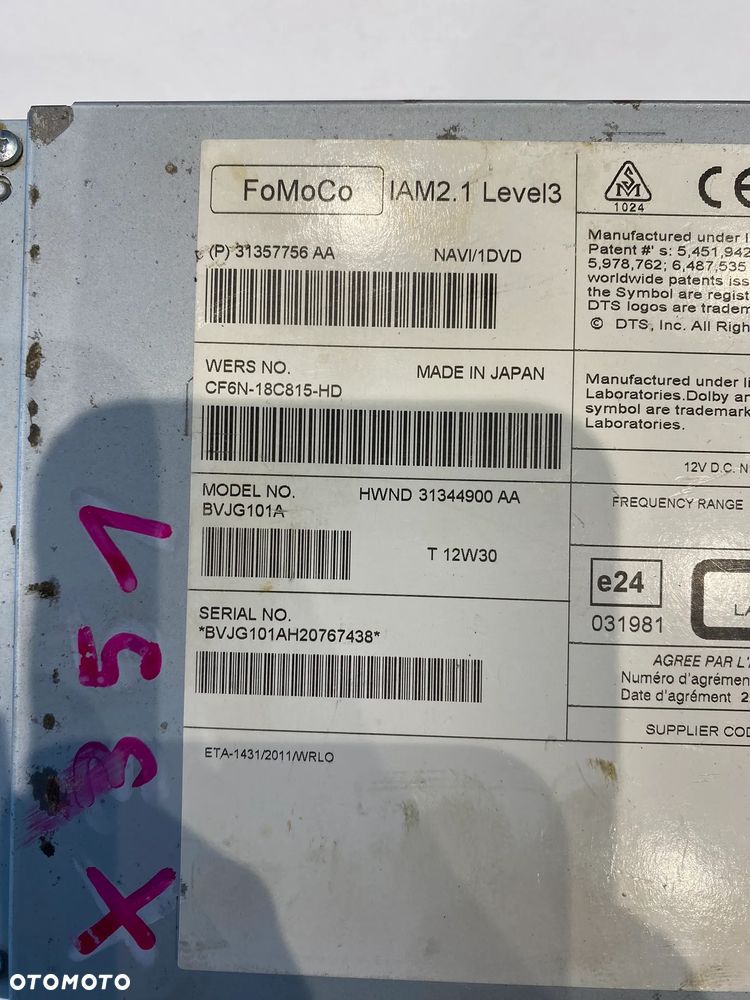 FoMoCo IAM2.1 Level3
(P) 31357756 AA NAVI/1DVD
WERS NO. MADE IN JAPAN
CF6N-18C815-HD
MODEL NO. HWND 31344900 AA
BVJG101A
T 12W30
SERIAL NO.
*BVJG101AH20767438*
ETA-1431/2011/WRLO
1024
CE
Manufactured under l
Patent #' s: 5,451,942
5,978,762; 6,487,535
worldwide patents iss
the Symbol are regist
DTS logos are tradem
© DTS, Inc. All Righ
Manufactured under li
Laboratories.Dolby an
symbol are trademark
Laboratories.
12V D.C. N
FREQUENCY RANGE
e24
031981
LA
AGREE PAR L'
Numéro d'agrémen
Date d'agrément 2
SUPPLIER COD
X 351
OTOMOTO